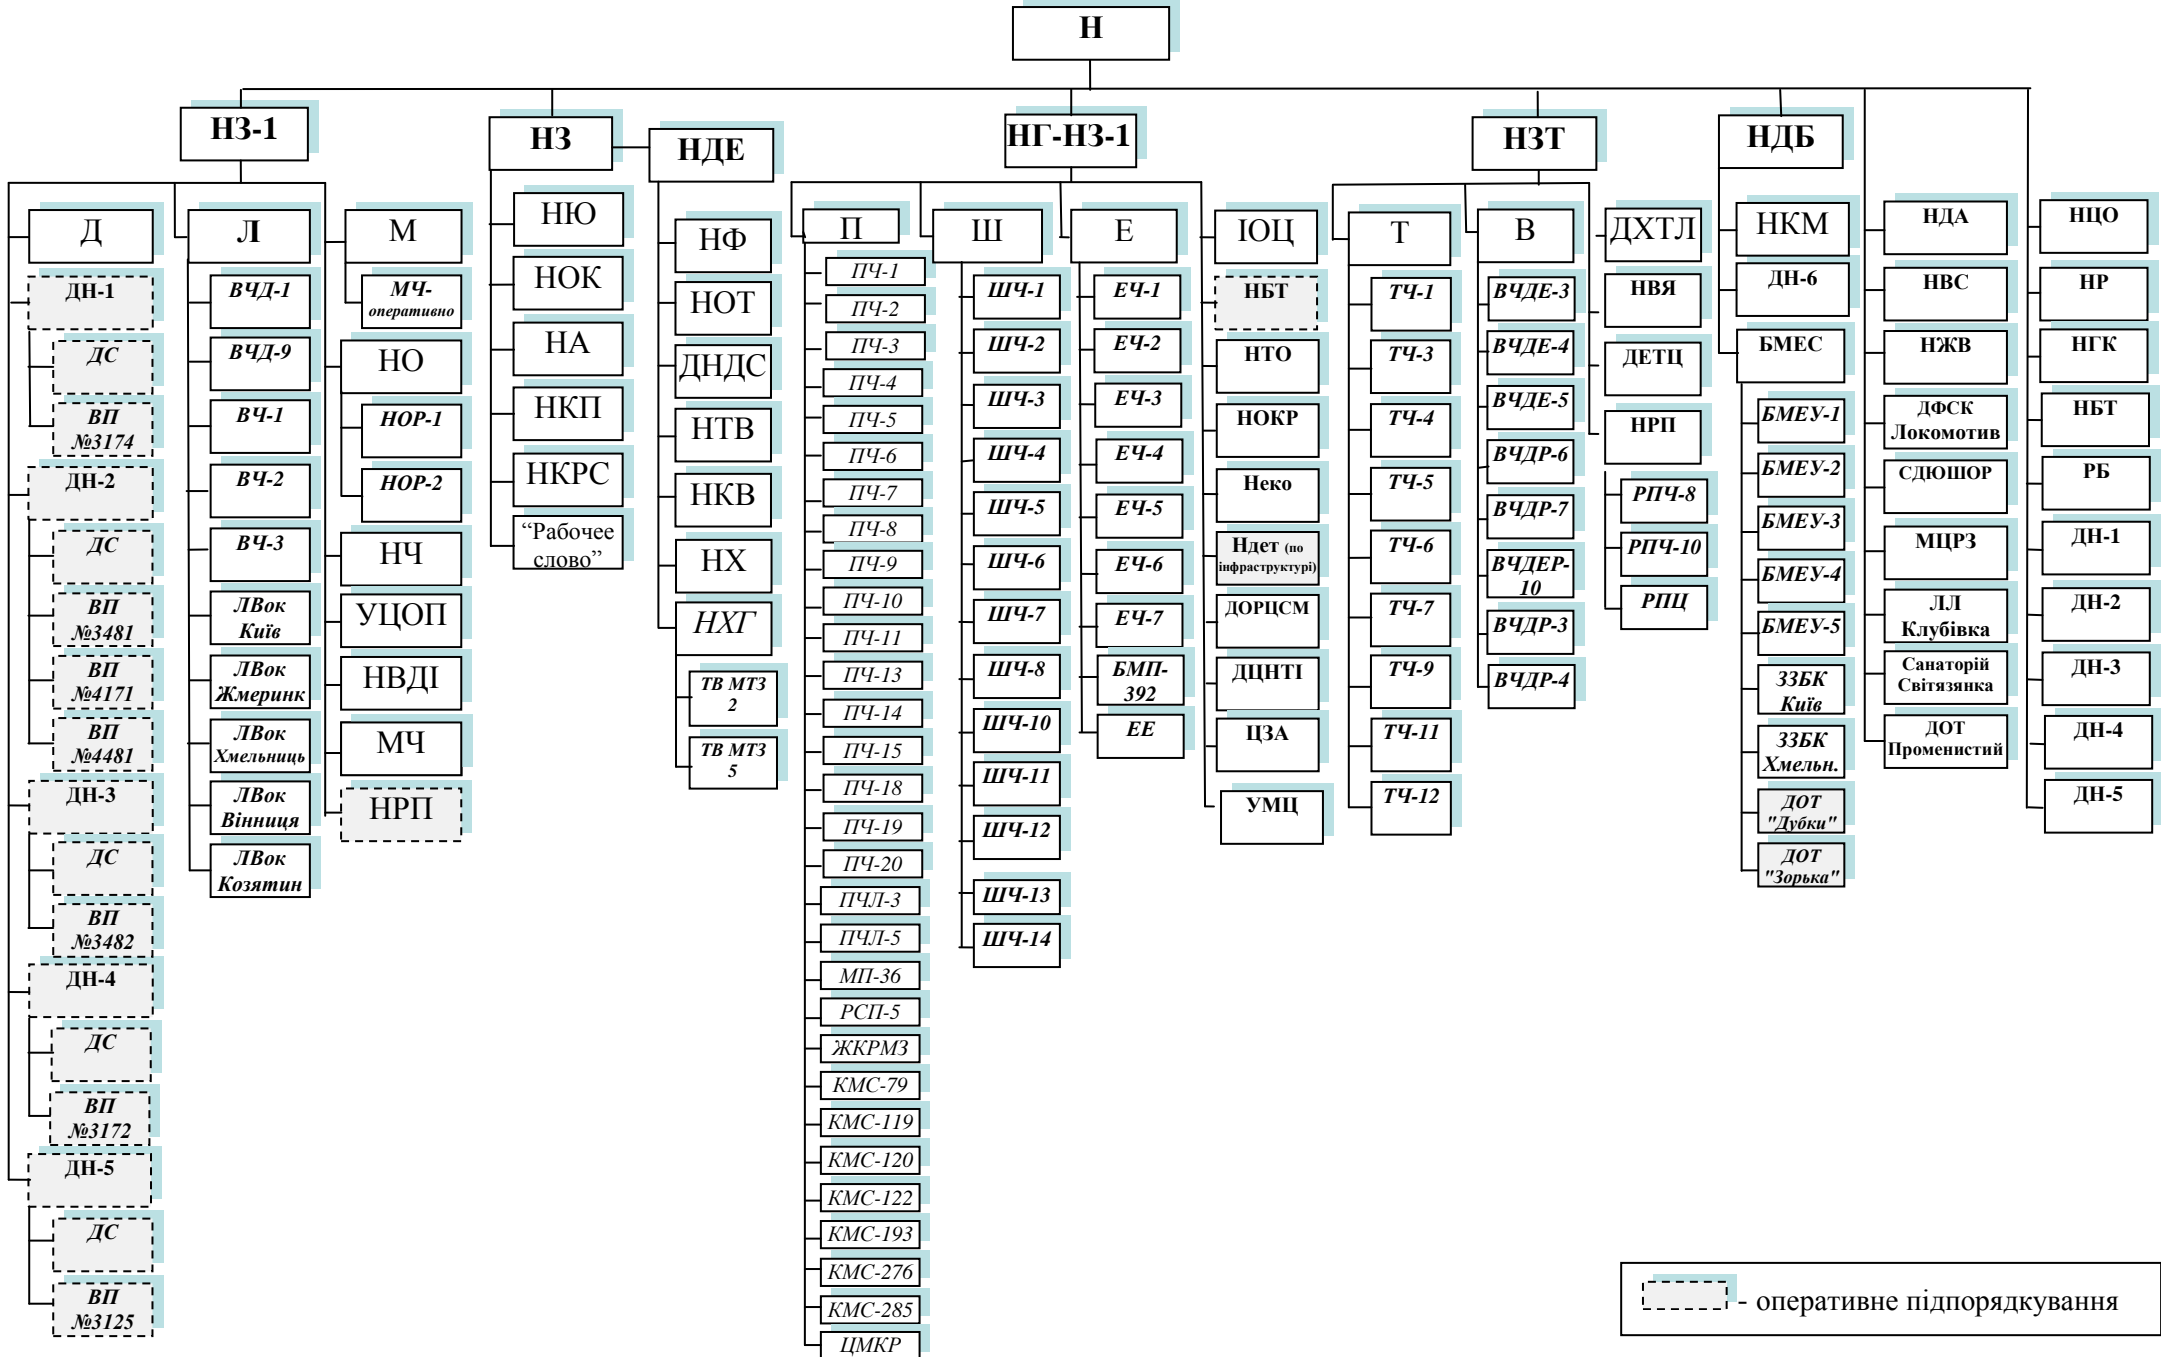 Н
НЗ-1
НЗ
НДЕ
НГ-НЗ-1
НЗТ
НДБ
Д
ДН-1
ДС
ВП
№3174
ДН-2
ДС
ВП
№3481
ВП
№4171
ВП
№4481
ДН-3
ДС
ВП
№3482
ДН-4
ДС
ВП
№3172
ДН-5
ДС
ВП
№3125
Л
ВЧД-1
ВЧД-9
ВЧ-1
ВЧ-2
ВЧ-3
ЛВок
Київ
ЛВок
Жмеринк
ЛВок
Хмельниць
ЛВок
Вінниця
ЛВок
Козятин
М
МЧ-
оперативно
НО
НОР-1
НОР-2
НЧ
УЦОП
НВДІ
МЧ
НРП
НЮ
НОК
НА
НКП
НКРС
“Рабочее
слово”
НФ
НОТ
ДНДС
НТВ
НКВ
НХ
НХГ
ТВ МТЗ
2
ТВ МТЗ
5
П
ПЧ-1
ПЧ-2
ПЧ-3
ПЧ-4
ПЧ-5
ПЧ-6
ПЧ-7
ПЧ-8
ПЧ-9
ПЧ-10
ПЧ-11
ПЧ-13
ПЧ-14
ПЧ-15
ПЧ-18
ПЧ-19
ПЧ-20
ПЧЛ-3
ПЧЛ-5
МП-36
РСП-5
ЖКРМЗ
КМС-79
КМС-119
КМС-120
КМС-122
КМС-193
КМС-276
КМС-285
ЦМКР
Ш
ШЧ-1
ШЧ-2
ШЧ-3
ШЧ-4
ШЧ-5
ШЧ-6
ШЧ-7
ШЧ-8
ШЧ-10
ШЧ-11
ШЧ-12
ШЧ-13
ШЧ-14
Е
ЕЧ-1
ЕЧ-2
ЕЧ-3
ЕЧ-4
ЕЧ-5
ЕЧ-6
ЕЧ-7
БМП-
392
ЕЕ
ІОЦ
НБТ
НТО
НОКР
Неко
Ндет (по
інфраструктурі)
ДОРЦСМ
ДЦНТІ
ЦЗА
УМЦ
Т
ТЧ-1
ТЧ-3
ТЧ-4
ТЧ-5
ТЧ-6
ТЧ-7
ТЧ-9
ТЧ-11
ТЧ-12
В
ВЧДЕ-3
ВЧДЕ-4
ВЧДЕ-5
ВЧДР-6
ВЧДР-7
ВЧДЕР-
10
ВЧДР-3
ВЧДР-4
ДХТЛ
НВЯ
ДЕТЦ
НРП
РПЧ-8
РПЧ-10
РПЦ
НКМ
ДН-6
БМЕС
БМЕУ-1
БМЕУ-2
БМЕУ-3
БМЕУ-4
БМЕУ-5
ЗЗБК
Київ
ЗЗБК
Хмельн.
ДОТ
"Дубки"
ДОТ
"Зорька"
НДА
НВС
НЖВ
ДФСК
Локомотив
СДЮШОР
МЦРЗ
ЛЛ
Клубівка
Санаторій
Світязянка
ДОТ
Променистий
НЦО
НР
НГК
НБТ
РБ
ДН-1
ДН-2
ДН-3
ДН-4
ДН-5
- оперативне підпорядкування